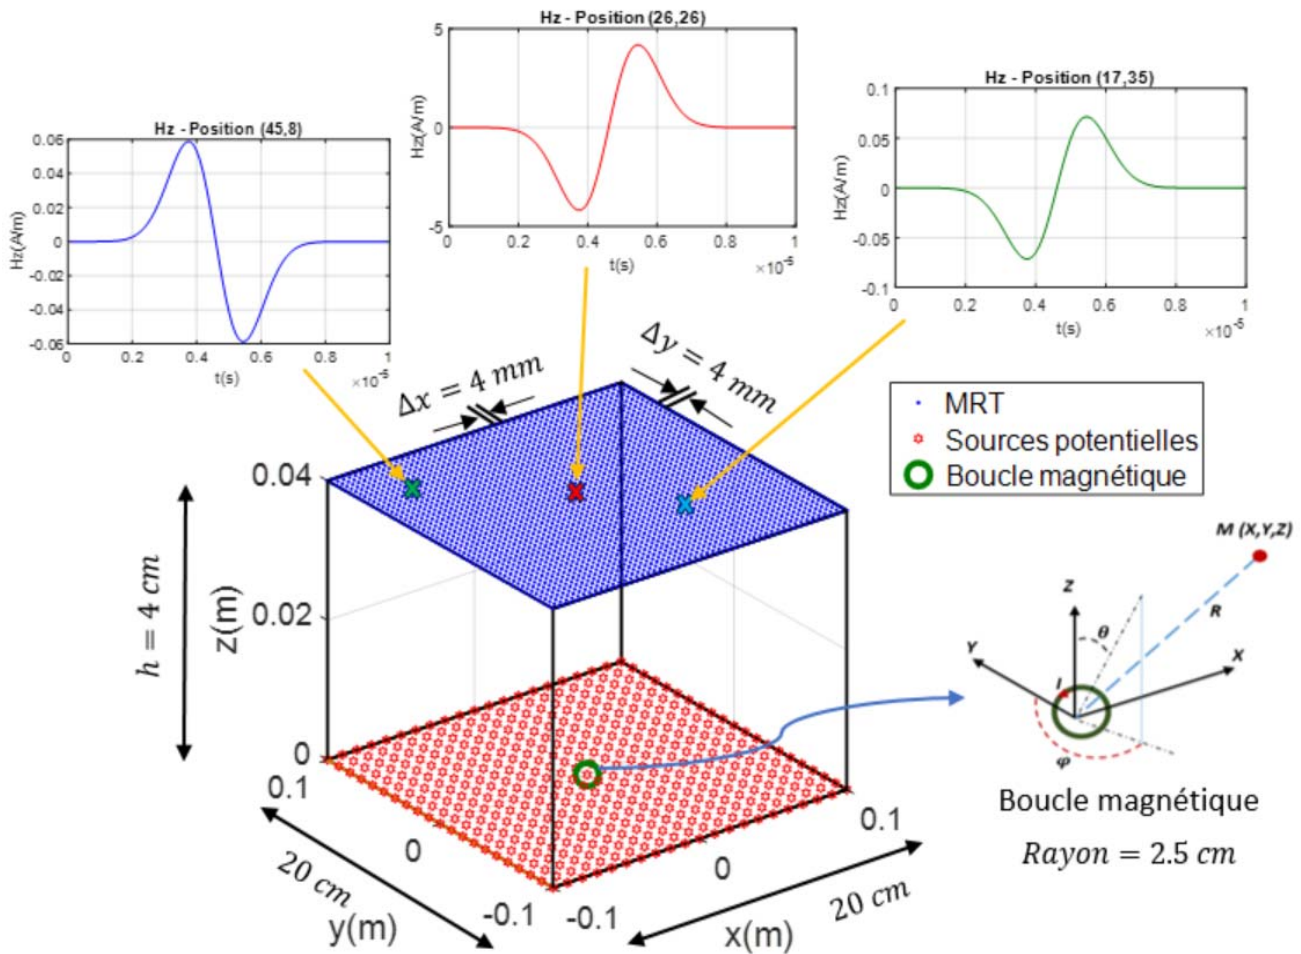 Hz - Position (26,26)
5
0
-5
Hz(A/m)
0 0.2 0.4 0.6 0.8 1
t(s)
×10⁻⁵
Hz - Position (17,35)
0.1
0.05
0
-0.05
-0.1
Hz(A/m)
0 0.2 0.4 0.6 0.8 1
t(s)
×10⁻⁵
Hz - Position (45,8)
0.06
0.04
0.02
0
-0.02
-0.04
-0.06
Hz(A/m)
0 0.2 0.4 0.6 0.8 1
t(s)
×10⁻⁵
Δx = 4 mm
Δy = 4 mm
MRT
Sources potentielles
Boucle magnétique
0.04
0.02
0
z(m)
h = 4 cm
0.1
0
-0.1
y(m)
20 cm
-0.1
0
0.1
x(m)
20 cm
M (X,Y,Z)
Z
θ
R
Y
X
I
φ
Boucle magnétique
Rayon = 2.5 cm